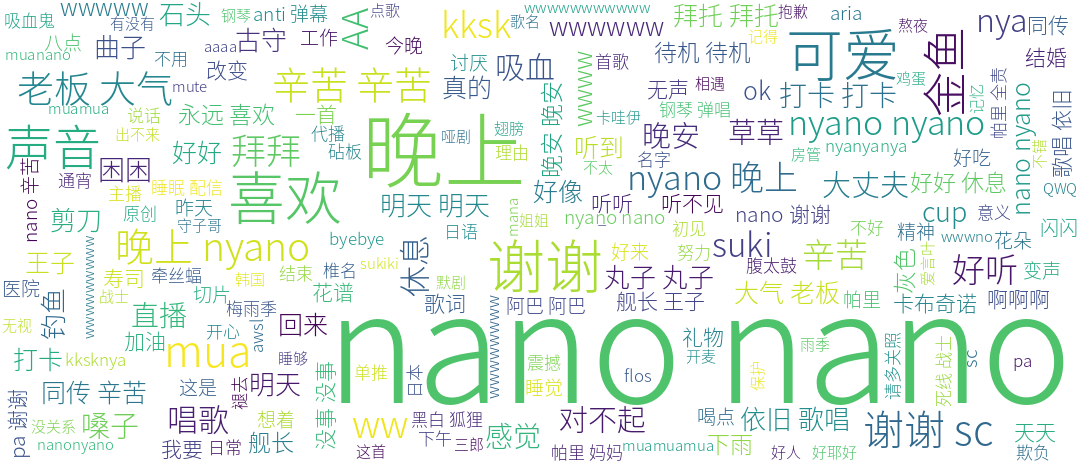 吸血鬼
wwwww
钢琴
anti 弹幕
点歌
kksk
歌名
wwwwwwwwwww
wwwwww
拜托 拜托
抱歉
aria
熬夜
nya
同传
有没有
石头
AA
muanano
八点
曲子
aaaa
古守
工作
今晚
讨厌
吸血
wwww
首歌
待机 待机
记得
可爱
金鱼
结婚
不用
改变
mute
辛苦 辛苦
真的
无声
相遇
ok
打卡 打卡
鸡蛋
记忆
老板 大气
muamua
永远 喜欢
一首
晚上
翅膀
晚安 晚安
钢琴 弹唱
卡哇伊
nyano nyano
帕里 全责
不错
歌唱 依旧
声音
说话
出不来
好好
拜拜
代播
砧板
哑剧
理由
听到
晚安
草草
名字
不太
房管
nyanyanya
好吃
nano nyano
nano 辛苦
困困
通宵
主播
睡眠 配信
喜欢
好像
nyano 晚上
大丈夫
好好 休息
QWQ
剪刀
原创
昨天
守子哥
明天 明天
mana
姐姐
nyano nano
听听
听不见
nano 谢谢
cup
意义
闪闪
王子
晚上 nyano
byebye
日语
好来
初见
努力
suki
辛苦
不好
精神
wwwno
花朵
医院
战士
寿司
牵丝蝠
韩国
结束
椎名
sukiki
休息
谢谢
丸子 丸子
腹太鼓
灰色
爱言叶
好听
变声
钓鱼
wwwwwwwww
切片
梅雨季
花谱
默剧
歌词
wwwwwwwwww
阿巴 阿巴
舰长 王子
大气 老板
帕里
卡布奇诺
啊啊啊
无视
直播
加油
开心
awsl
回来
nano nano
礼物
开麦
雨季
请多关照
死线 战士
sc
pa
打卡
kksknya
mua
睡够
震撼
睡觉
flos
保护
同传 辛苦
这是
褪去
明天
单推
日本
没事 没事
pa 谢谢
没关系
嗓子
唱歌
想着
ww
黑白 狐狸
感觉
对不起
喝点
依旧 歌唱
谢谢 sc
天天
nanonyano
我要
日常
舰长
这首
下午
三郎
帕里 妈妈
muamuamua
下雨
好人
好耶好
欺负